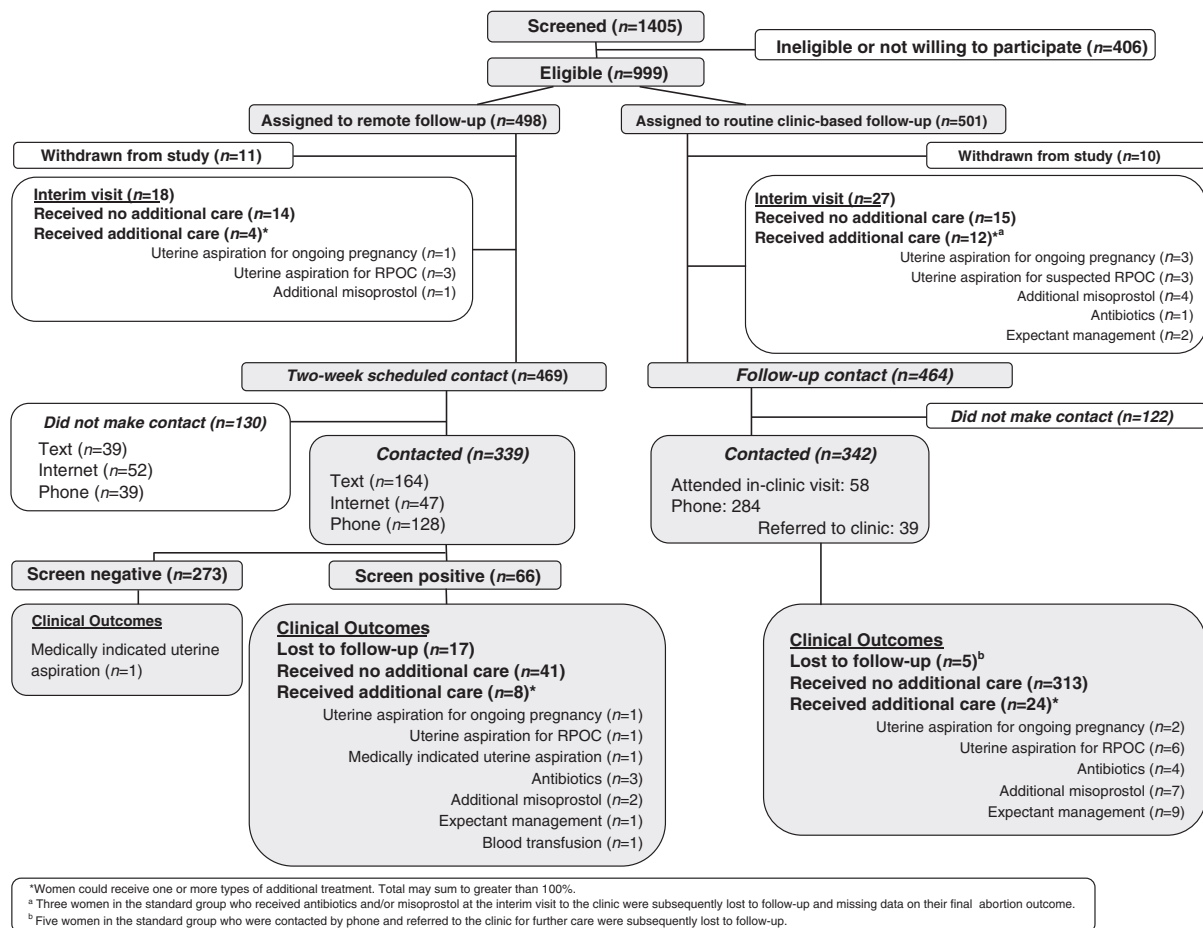 Screened (n=1405)
Ineligible or not willing to participate (n=406)
Eligible (n=999)
Assigned to remote follow-up (n=498)
Assigned to routine clinic-based follow-up (n=501)
Withdrawn from study (n=11)
Withdrawn from study (n=10)
Interim visit (n=18)
Received no additional care (n=14)
Received additional care (n=4)*
Uterine aspiration for ongoing pregnancy (n=1)
Uterine aspiration for RPOC (n=3)
Additional misoprostol (n=1)
Interim visit (n=27)
Received no additional care (n=15)
Received additional care (n=12)*a
Uterine aspiration for ongoing pregnancy (n=3)
Uterine aspiration for suspected RPOC (n=3)
Additional misoprostol (n=4)
Antibiotics (n=1)
Expectant management (n=2)
Two-week scheduled contact (n=469)
Follow-up contact (n=464)
Did not make contact (n=130)
Text (n=39)
Internet (n=52)
Phone (n=39)
Did not make contact (n=122)
Contacted (n=339)
Text (n=164)
Internet (n=47)
Phone (n=128)
Contacted (n=342)
Attended in-clinic visit: 58
Phone: 284
Referred to clinic: 39
Screen negative (n=273)
Screen positive (n=66)
Clinical Outcomes
Medically indicated uterine
aspiration (n=1)
Clinical Outcomes
Lost to follow-up (n=17)
Received no additional care (n=41)
Received additional care (n=8)*
Uterine aspiration for ongoing pregnancy (n=1)
Uterine aspiration for RPOC (n=1)
Medically indicated uterine aspiration (n=1)
Antibiotics (n=3)
Additional misoprostol (n=2)
Expectant management (n=1)
Blood transfusion (n=1)
Clinical Outcomes
Lost to follow-up (n=5)b
Received no additional care (n=313)
Received additional care (n=24)*
Uterine aspiration for ongoing pregnancy (n=2)
Uterine aspiration for RPOC (n=6)
Antibiotics (n=4)
Additional misoprostol (n=7)
Expectant management (n=9)
*Women could receive one or more types of additional treatment. Total may sum to greater than 100%.
a Three women in the standard group who received antibiotics and/or misoprostol at the interim visit to the clinic were subsequently lost to follow-up and missing data on their final abortion outcome.
b Five women in the standard group who were contacted by phone and referred to the clinic for further care were subsequently lost to follow-up.